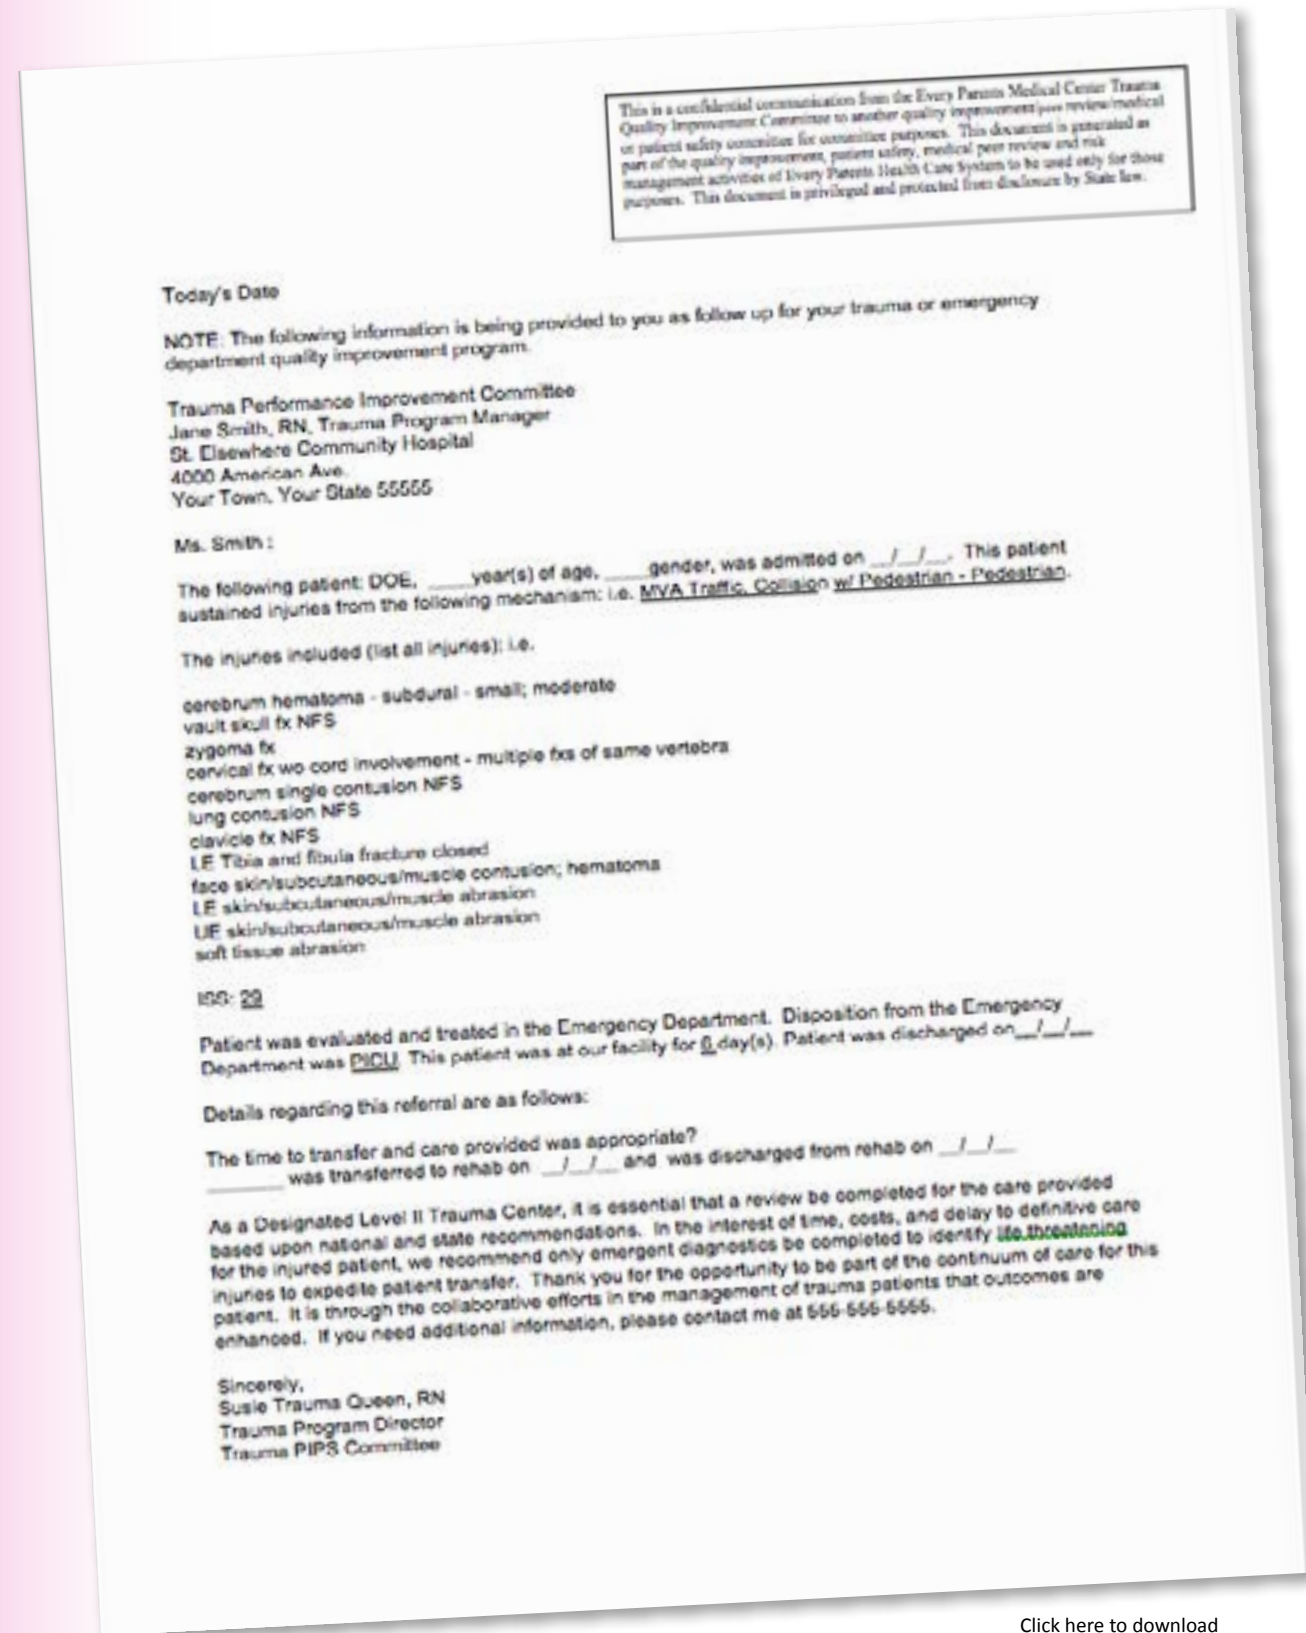 This is a confidential communication from the Every Parents Medical Center Trauma
Quality Improvement Committee to another quality improvement/peer review/medical
or patient safety committee for committee purposes. This document is generated as
part of the quality improvement, patient safety, medical peer review and risk
management activities of Every Parents Health Care System to be used only for those
purposes. This document is privileged and protected from disclosure by State law.
Today's Date
NOTE: The following information is being provided to you as follow up for your trauma or emergency
department quality improvement program.
Trauma Performance Improvement Committee
Jane Smith, RN, Trauma Program Manager
St. Elsewhere Community Hospital
4000 American Ave.
Your Town, Your State 55555
Ms. Smith :
The following patient: DOE, ____year(s) of age, ____gender, was admitted on __/__/__. This patient
sustained injuries from the following mechanism: i.e. MVA Traffic, Collision w/ Pedestrian - Pedestrian.
The injuries included (list all injuries): i.e.
cerebrum hematoma - subdural - small; moderate
vault skull fx NFS
zygoma fx
cervical fx wo cord involvement - multiple fxs of same vertebra
cerebrum single contusion NFS
lung contusion NFS
clavicle fx NFS
LE Tibia and fibula fracture closed
face skin/subcutaneous/muscle contusion; hematoma
LE skin/subcutaneous/muscle abrasion
UE skin/subcutaneous/muscle abrasion
soft tissue abrasion
ISS: 29
Patient was evaluated and treated in the Emergency Department. Disposition from the Emergency
Department was PICU. This patient was at our facility for 6 day(s). Patient was discharged on__/__/__
Details regarding this referral are as follows:
The time to transfer and care provided was appropriate?
_______ was transferred to rehab on __/__/__ and was discharged from rehab on __/__/__
As a Designated Level II Trauma Center, it is essential that a review be completed for the care provided
based upon national and state recommendations. In the interest of time, costs, and delay to definitive care
for the injured patient, we recommend only emergent diagnostics be completed to identify life threatening
injuries to expedite patient transfer. Thank you for the opportunity to be part of the continuum of care for this
patient. It is through the collaborative efforts in the management of trauma patients that outcomes are
enhanced. If you need additional information, please contact me at 555-555-5555.
Sincerely,
Susie Trauma Queen, RN
Trauma Program Director
Trauma PIPS Committee
Click here to download